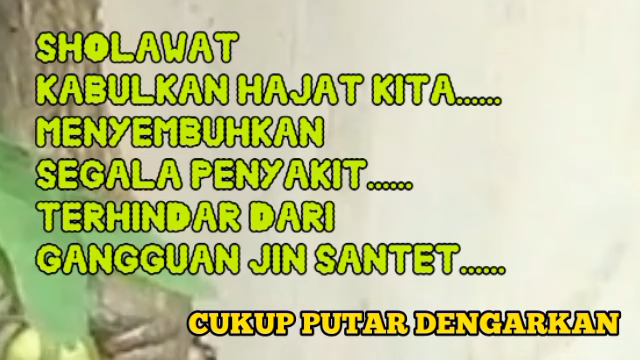 SHOLAWAT
KABULKAN HAJAT KITA......
MENYEMBUHKAN
SEGALA PENYAKIT......
TERHINDAR DARI
GANGGUAN JIN SANTET......
CUKUP PUTAR DENGARKAN